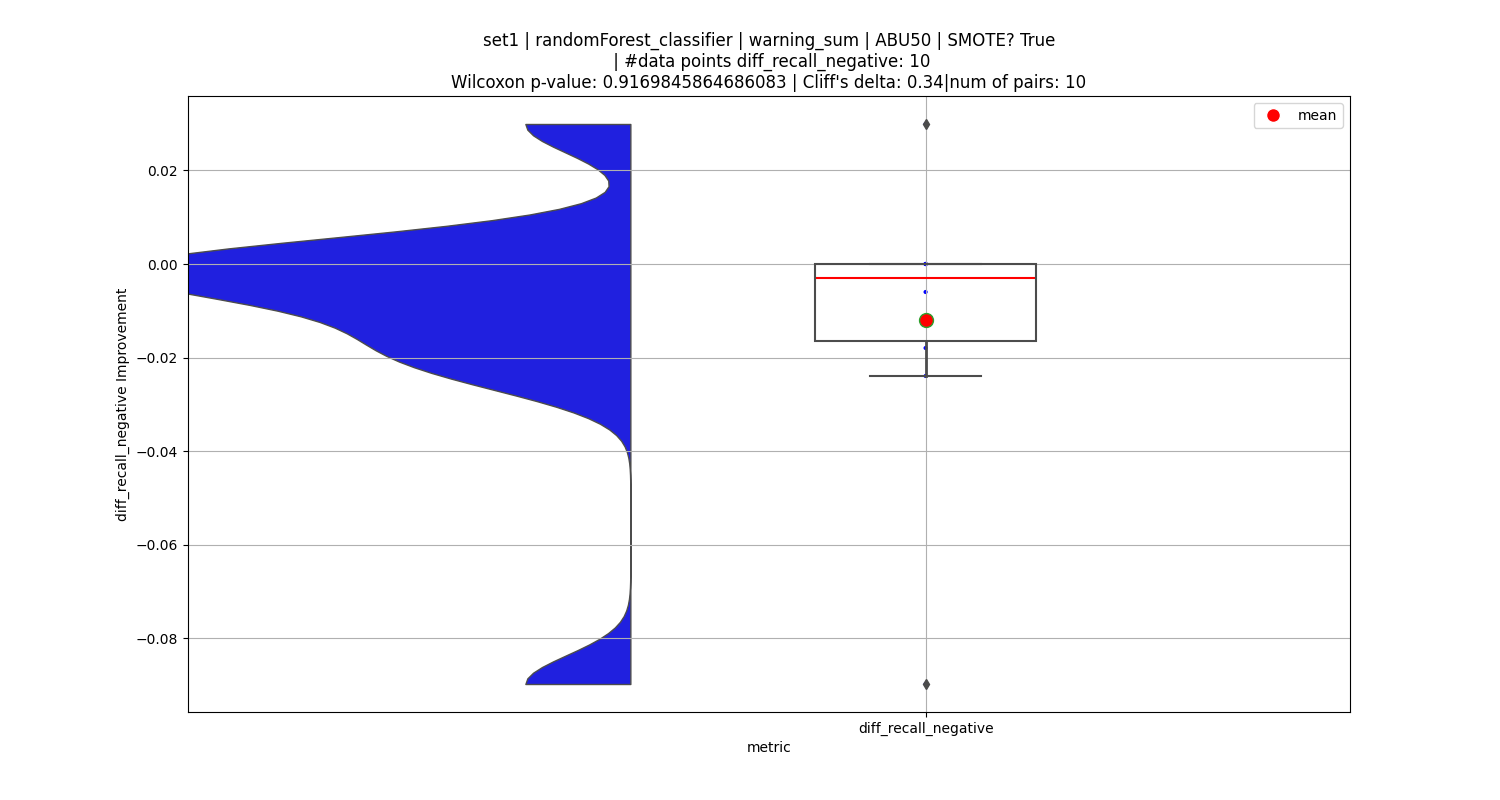 set1 | randomForest_classifier | warning_sum | ABU50 | SMOTE? True
| #data points diff_recall_negative: 10
Wilcoxon p-value: 0.9169845864686083 | Cliff's delta: 0.34|num of pairs: 10
mean
diff_recall_negative Improvement
0.02
0.00
−0.02
−0.04
−0.06
−0.08
diff_recall_negative
metric